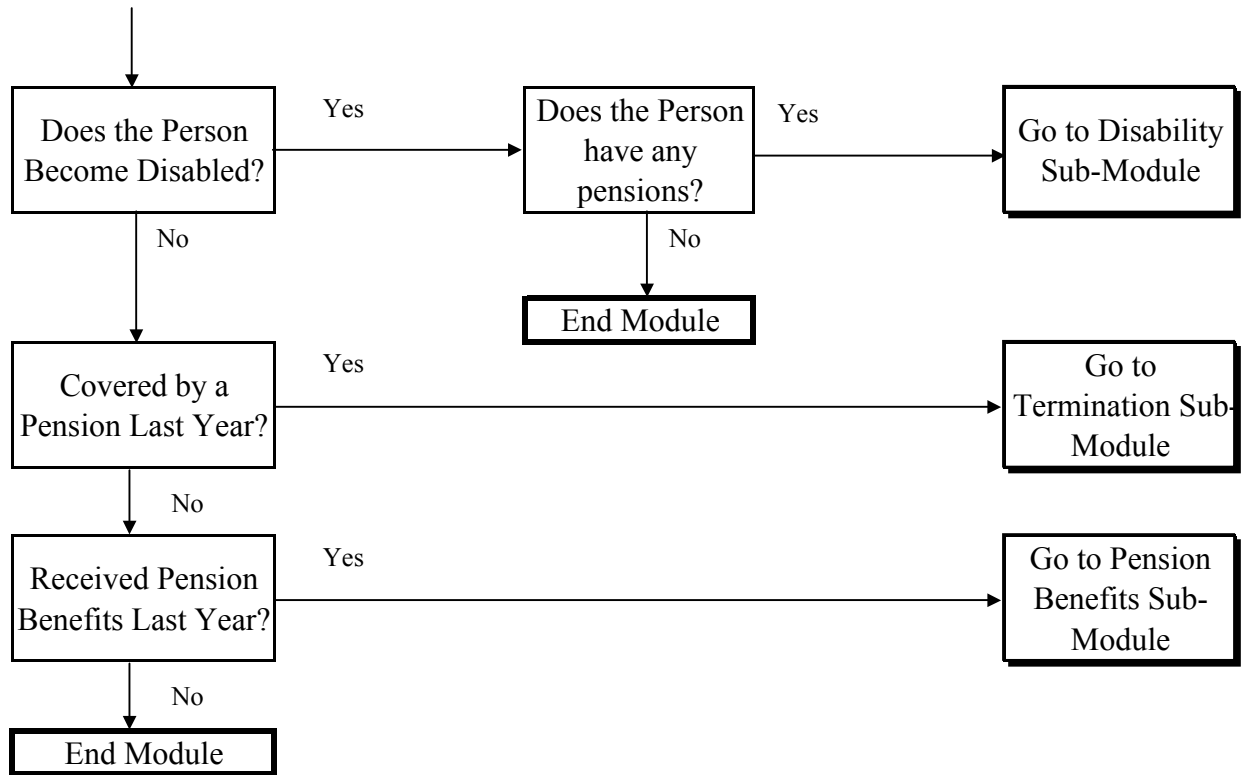 Does the Person
Become Disabled?
Yes
Does the Person
have any
pensions?
Yes
Go to Disability
Sub-Module
No
No
End Module
Covered by a
Pension Last Year?
Yes
Go to
Termination Sub-
Module
No
Received Pension
Benefits Last Year?
Yes
Go to Pension
Benefits Sub-
Module
No
End Module